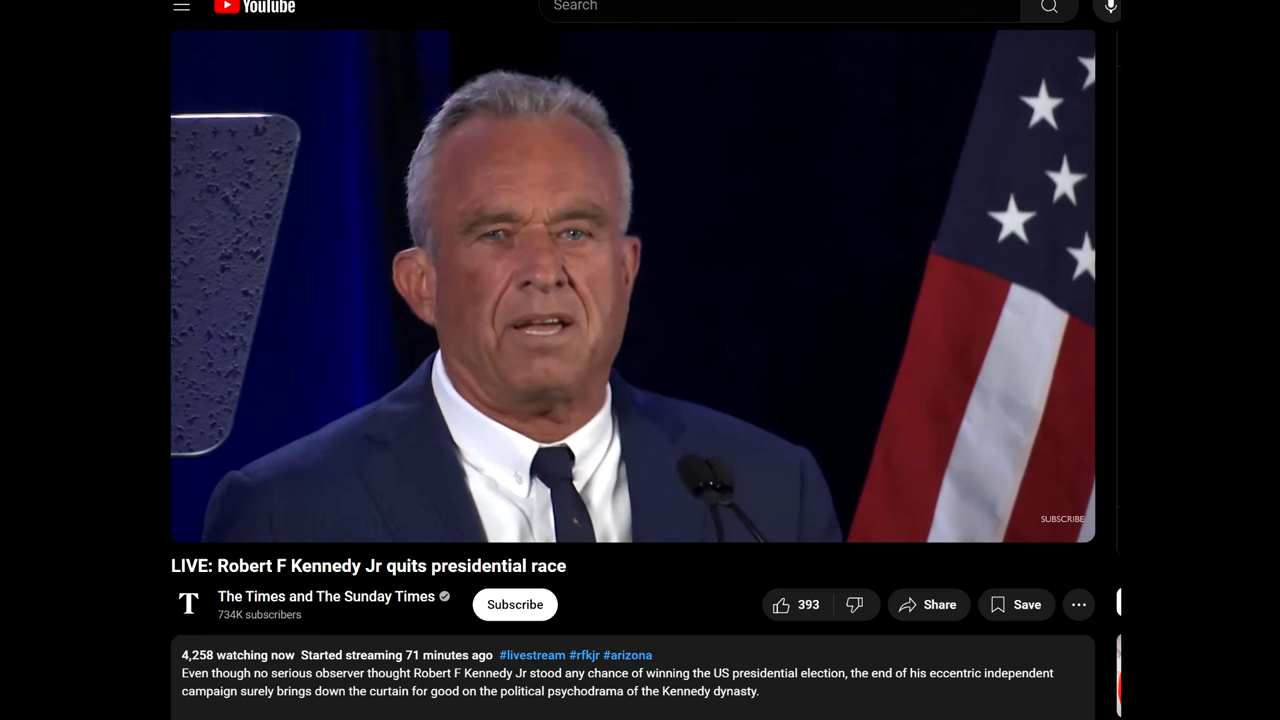 YouTube
Search
SUBSCRIBE
LIVE: Robert F Kennedy Jr quits presidential race
T
The Times and The Sunday Times
734K subscribers
Subscribe
393
Share
Save
4,258 watching now Started streaming 71 minutes ago #livestream #rfkjr #arizona
Even though no serious observer thought Robert F Kennedy Jr stood any chance of winning the US presidential election, the end of his eccentric independent
campaign surely brings down the curtain for good on the political psychodrama of the Kennedy dynasty.